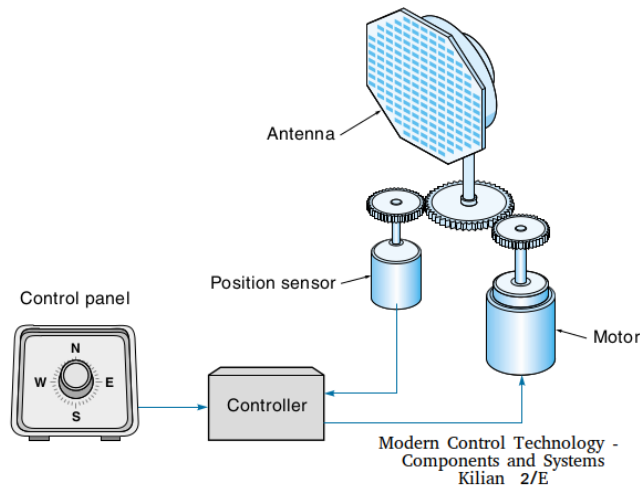 Antenna
Position sensor
Control panel
N
W E
S
Controller
Motor
Modern Control Technology -
Components and Systems
Kilian 2/E